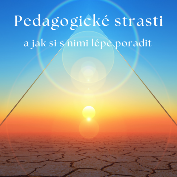 Pedagogické strasti
a jak si s nimi lépe poradit